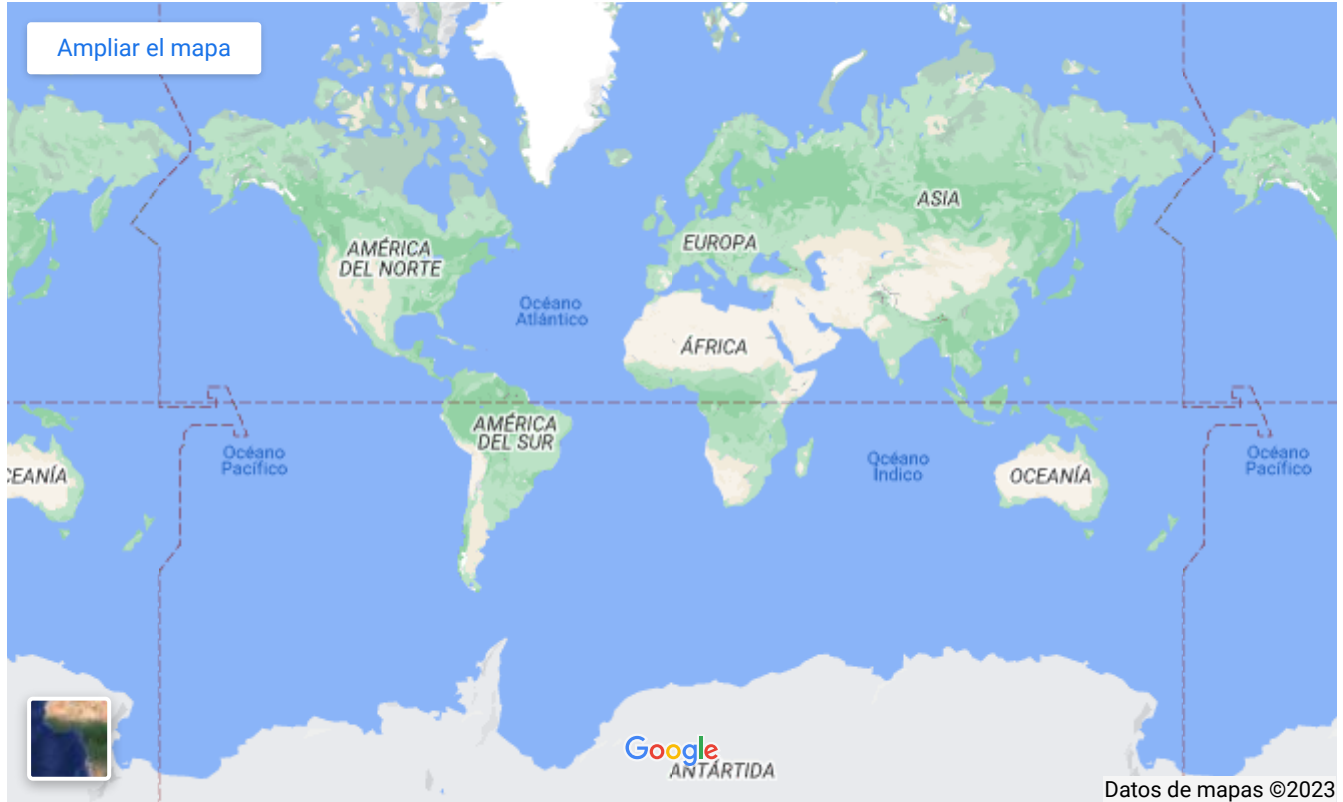 Ampliar el mapa
ASIA
EUROPA
AMÉRICA
DEL NORTE
Océano
Atlántico
ÁFRICA
AMÉRICA
DEL SUR
Océano
Pacífico
Océano
Índico
Océano
Pacífico
CEANÍA
OCEANÍA
Google
ANTÁRTIDA
Datos de mapas ©2023